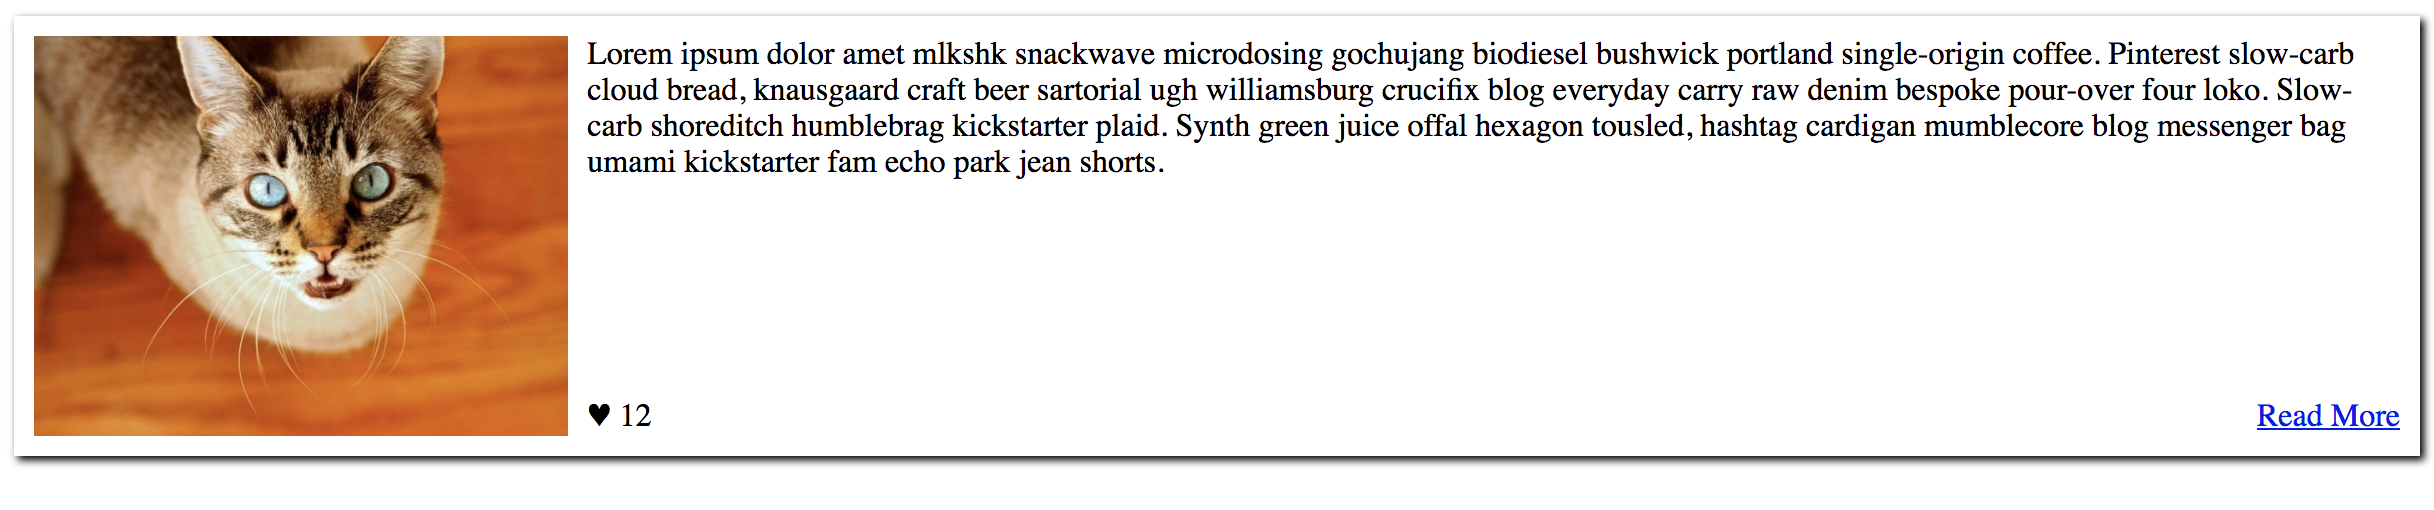 Lorem ipsum dolor amet mlkshk snackwave microdosing gochujang biodiesel bushwick portland single-origin coffee. Pinterest slow-carb
cloud bread, knausgaard craft beer sartorial ugh williamsburg crucifix blog everyday carry raw denim bespoke pour-over four loko. Slow-
carb shoreditch humblebrag kickstarter plaid. Synth green juice offal hexagon tousled, hashtag cardigan mumblecore blog messenger bag
umami kickstarter fam echo park jean shorts.
♥ 12
Read More